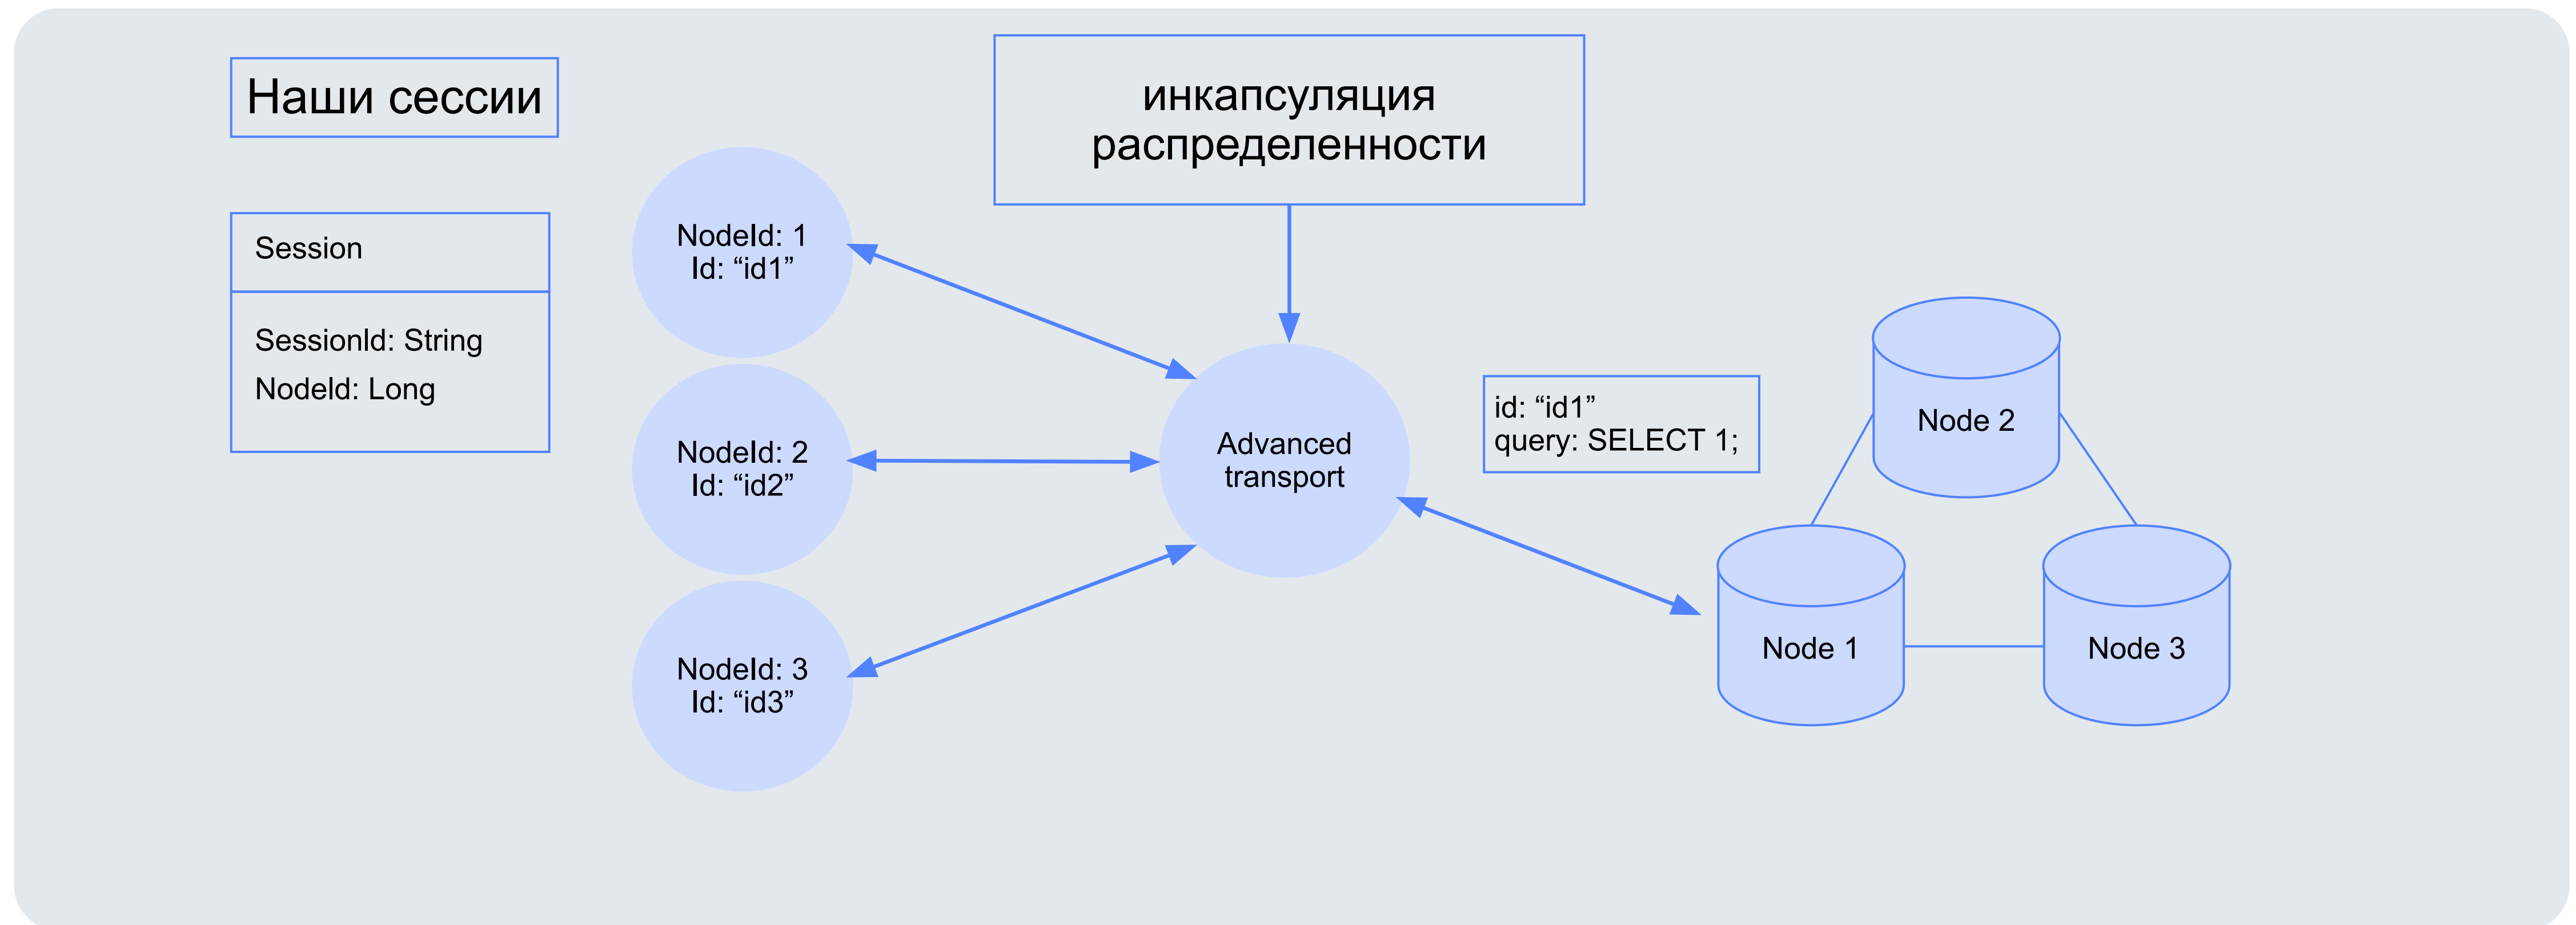 Наши сессии
инкапсуляция
распределенности
Session
SessionId: String
NodeId: Long
NodeId: 1
Id: “id1”
NodeId: 2
Id: “id2”
NodeId: 3
Id: “id3”
Advanced
transport
id: “id1”
query: SELECT 1;
Node 2
Node 1
Node 3